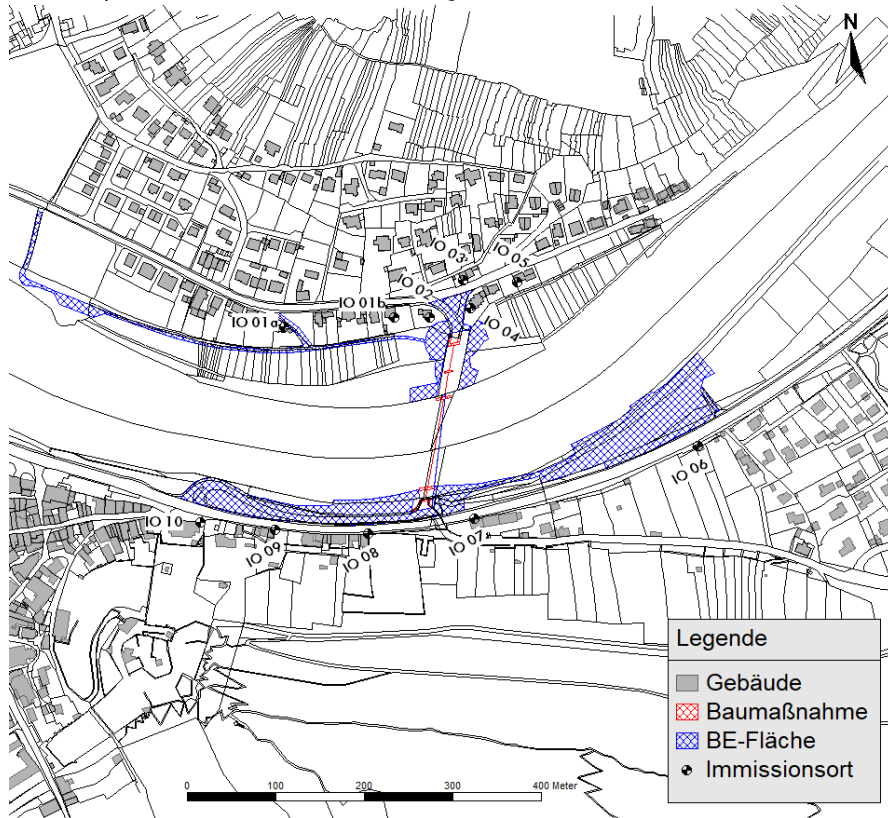 N
IO 03
IO 05
IO 02
IO 01b
IO 01a
IO 04
IO 06
IO 10
IO 09
IO 08
IO 07
Legende
Gebäude
Baumaßnahme
BE-Fläche
Immissionsort
0 100 200 300 400 Meter